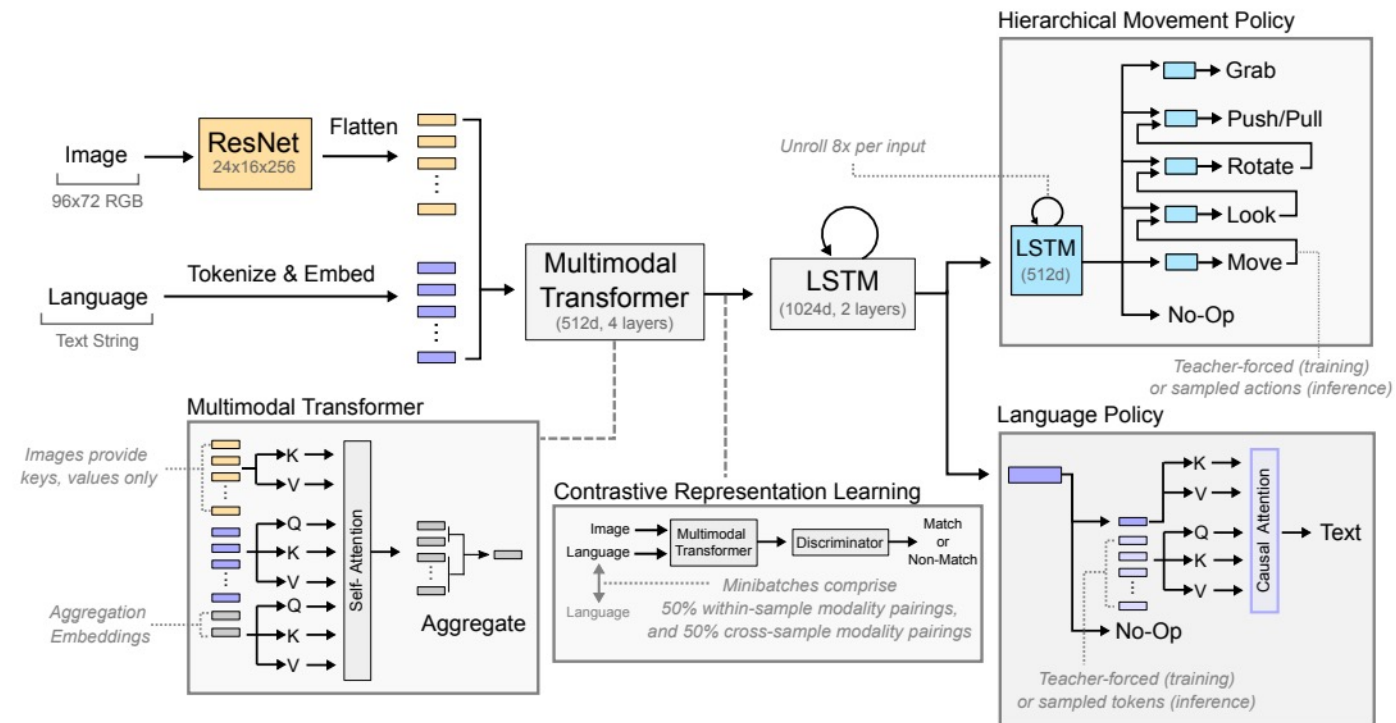 Hierarchical Movement Policy
Image
96x72 RGB
ResNet
24x16x256
Flatten
Language
Text String
Tokenize & Embed
Multimodal
Transformer
(512d, 4 layers)
LSTM
(1024d, 2 layers)
Unroll 8x per input
LSTM
(512d)
Grab
Push/Pull
Rotate
Look
Move
No-Op
Teacher-forced (training)
or sampled actions (inference)
Multimodal Transformer
Images provide
keys, values only
Aggregation
Embeddings
K
V
Q
K
V
Q
K
V
Self- Attention
Aggregate
Contrastive Representation Learning
Image
Language
Language
Multimodal
Transformer
Discriminator
Match
or
Non-Match
Minibatches comprise
50% within-sample modality pairings,
and 50% cross-sample modality pairings
Language Policy
K
V
Q
K
V
Causal Attention
Text
No-Op
Teacher-forced (training)
or sampled tokens (inference)